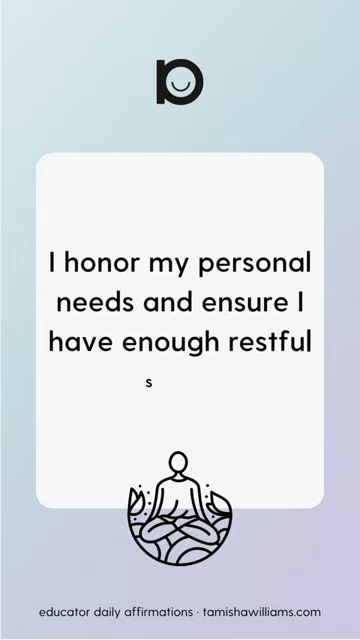 I honor my personal
needs and ensure I
have enough restful
s
educator daily affirmations · tamishawilliams.com